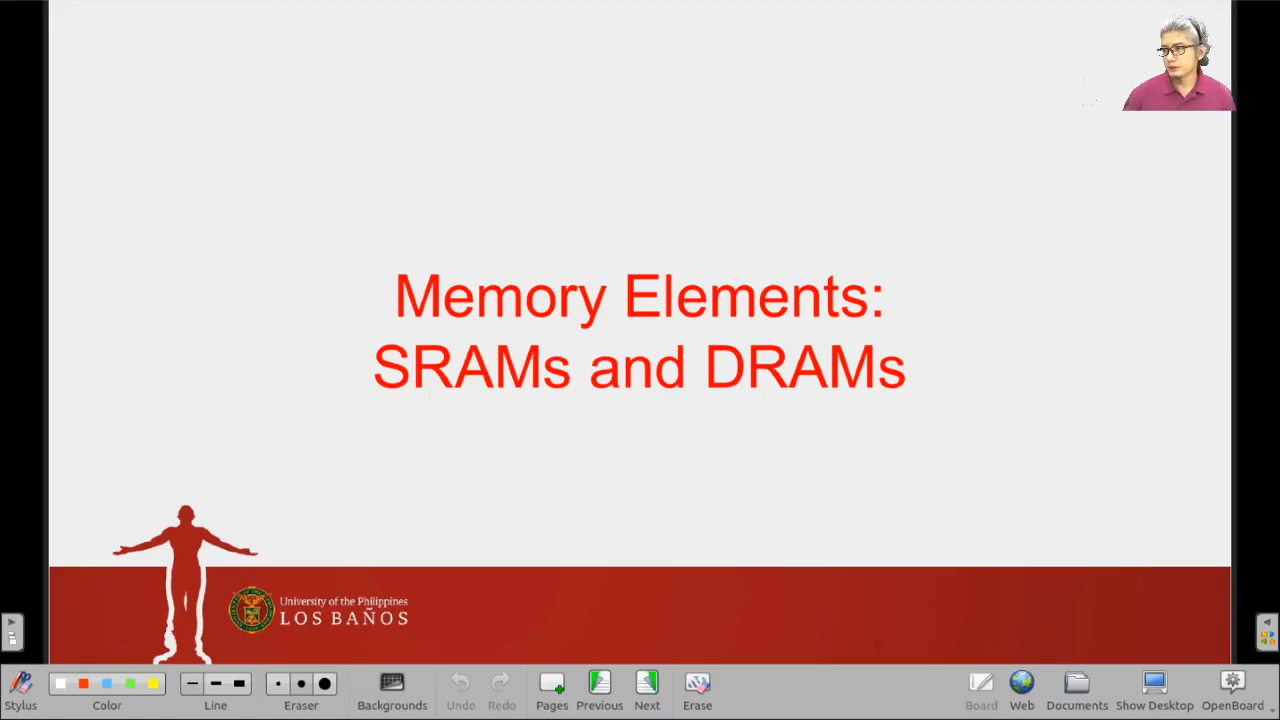 Memory Elements:
SRAMs and DRAMs
University of the Philippines
LOS BAÑOS
Stylus
Color
Line
Eraser
Backgrounds
Undo
Redo
Pages
Previous
Next
Erase
Board
Web
Documents
Show Desktop
OpenBoard